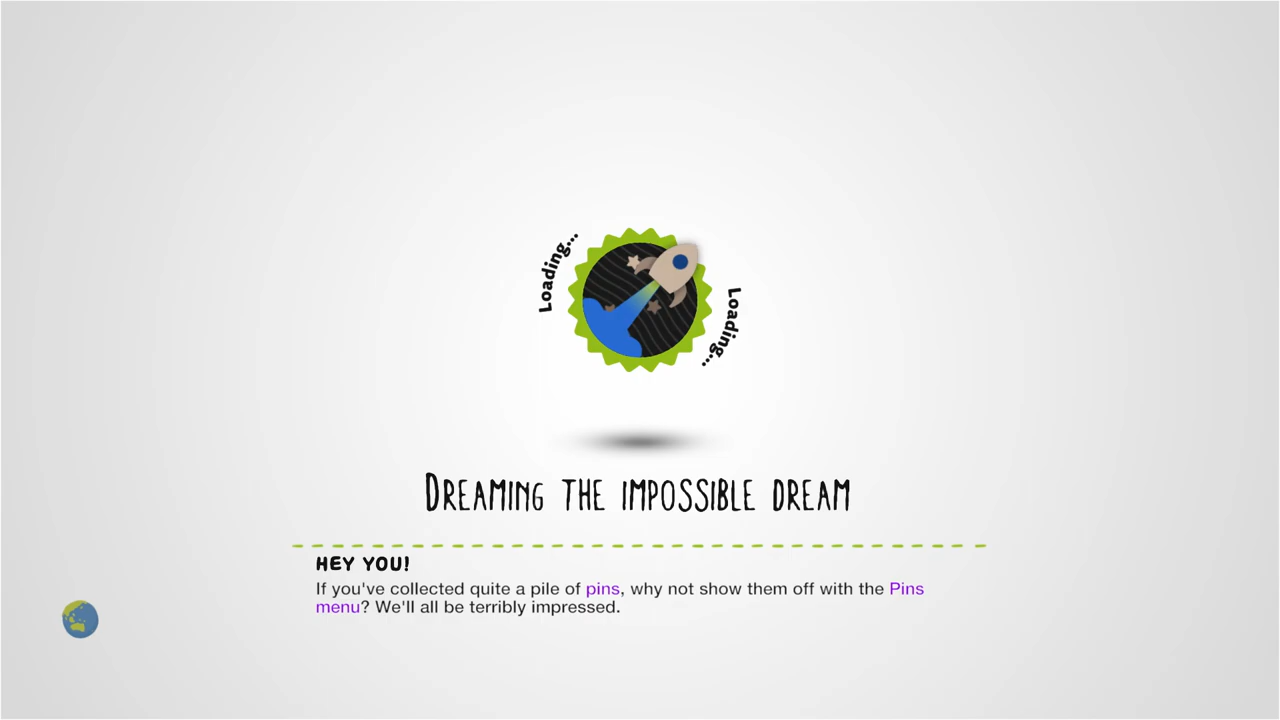 Loading...
Loading...
DREAMING THE IMPOSSIBLE DREAM
HEY YOU!
If you've collected quite a pile of pins, why not show them off with the Pins
menu? We'll all be terribly impressed.